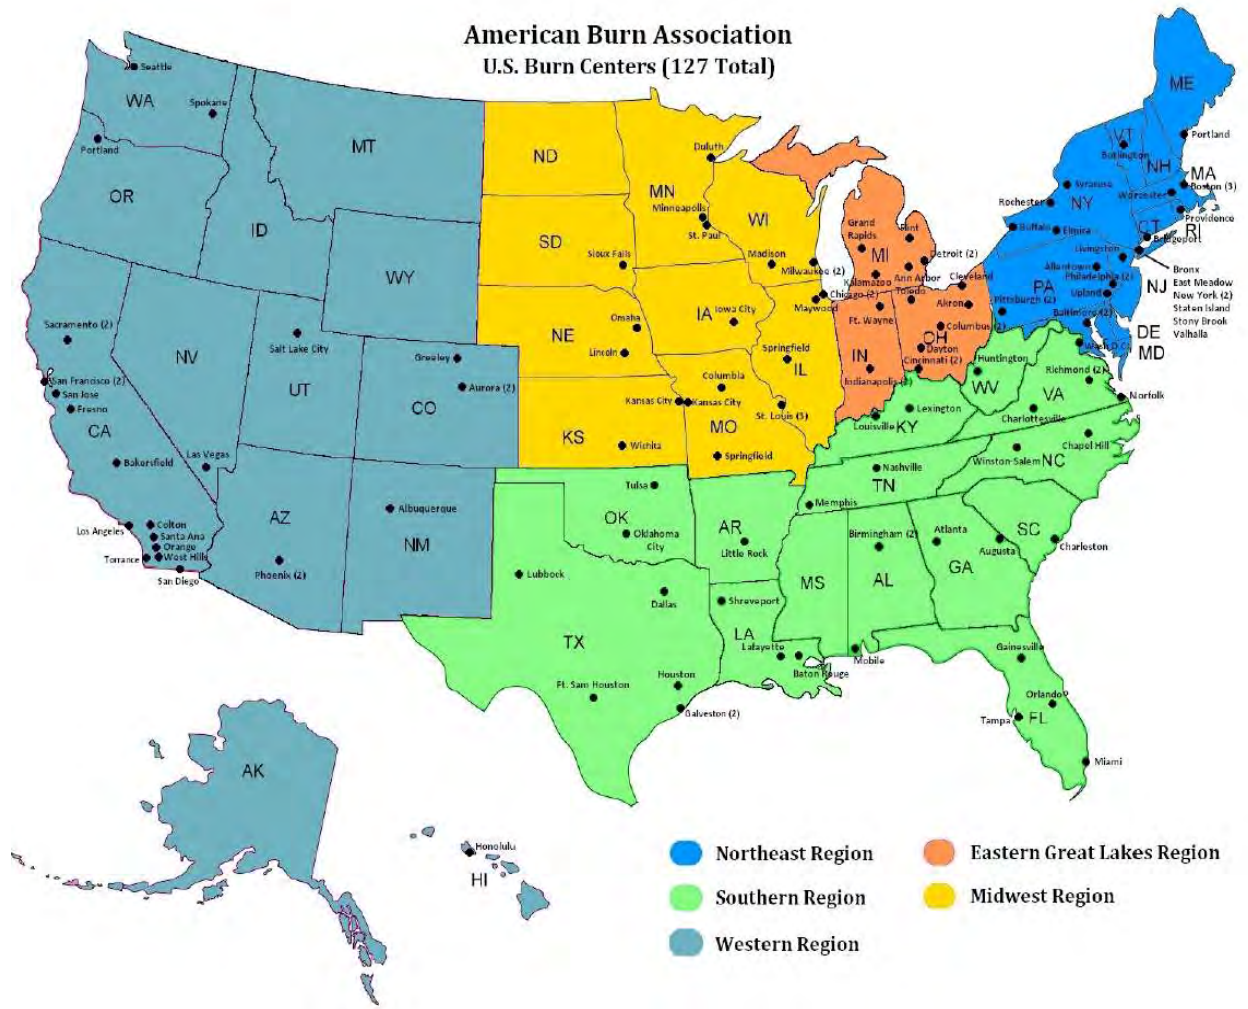 American Burn Association
U.S. Burn Centers (127 Total)
Seattle
WA
Spokane
Portland
OR
MT
ID
WY
ND
SD
NE
KS
MN
Duluth
Minneapolis
St. Paul
WI
Madison
Milwaukee (2)
Sioux Falls
IA
Iowa City
Omaha
Lincoln
Maywood
Chicago (2)
Springfield
IL
Columbia
Kansas City
Kansas City
MO
St. Louis (3)
Wichita
Springfield
Grand
Rapids
MI
Flint
Detroit (2)
Ann Arbor
Kalamazoo
Toledo
Cleveland
Akron
Ft. Wayne
IN
Indianapolis (2)
OH
Columbus (2)
Dayton
Cincinnati (2)
ME
Portland
VT
Burlington
NH
MA
Boston (3)
Worcester
Providence
RI
CT
Bridgeport
Syracuse
Rochester
NY
Buffalo
Elmira
Livingston
Allentown
Philadelphia (2)
PA
Upland
Pittsburgh (2)
Baltimore (2)
Wash D.C.
NJ
Bronx
East Meadow
New York (2)
Staten Island
Stony Brook
Valhalla
DE
MD
Sacramento (2)
San Francisco (2)
San Jose
Fresno
CA
Bakersfield
Los Angeles
Colton
Santa Ana
Orange
West Hills
Torrance
San Diego
NV
Las Vegas
Salt Lake City
UT
Greeley
Aurora (2)
CO
AZ
Phoenix (2)
Albuquerque
NM
Huntington
WV
VA
Richmond (2)
Norfolk
Charlottesville
Lexington
Louisville
KY
Chapel Hill
Winston-Salem
NC
Nashville
TN
Memphis
Tulsa
OK
Oklahoma
City
AR
Little Rock
Birmingham (2)
Atlanta
SC
Augusta
Charleston
GA
MS
AL
Lubbock
Dallas
TX
Shreveport
LA
Lafayette
Baton Rouge
Mobile
Houston
Ft. Sam Houston
Galveston (2)
Gainesville
Orlando
Tampa
FL
Miami
AK
Honolulu
HI
Northeast Region
Eastern Great Lakes Region
Southern Region
Midwest Region
Western Region